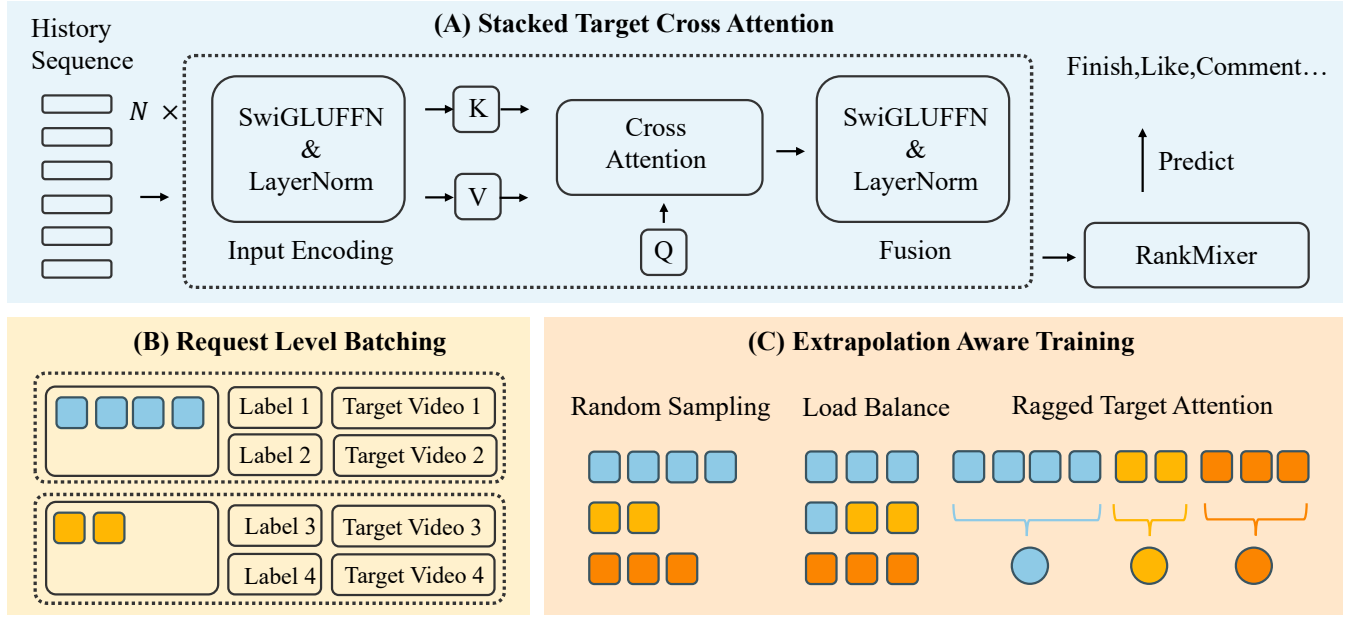 (A) Stacked Target Cross Attention
History
Sequence
N ×
SwiGLUFFN
&
LayerNorm
Input Encoding
K
V
Cross
Attention
Q
SwiGLUFFN
&
LayerNorm
Fusion
Finish,Like,Comment…
Predict
RankMixer
(B) Request Level Batching
Label 1
Target Video 1
Label 2
Target Video 2
Label 3
Target Video 3
Label 4
Target Video 4
(C) Extrapolation Aware Training
Random Sampling
Load Balance
Ragged Target Attention